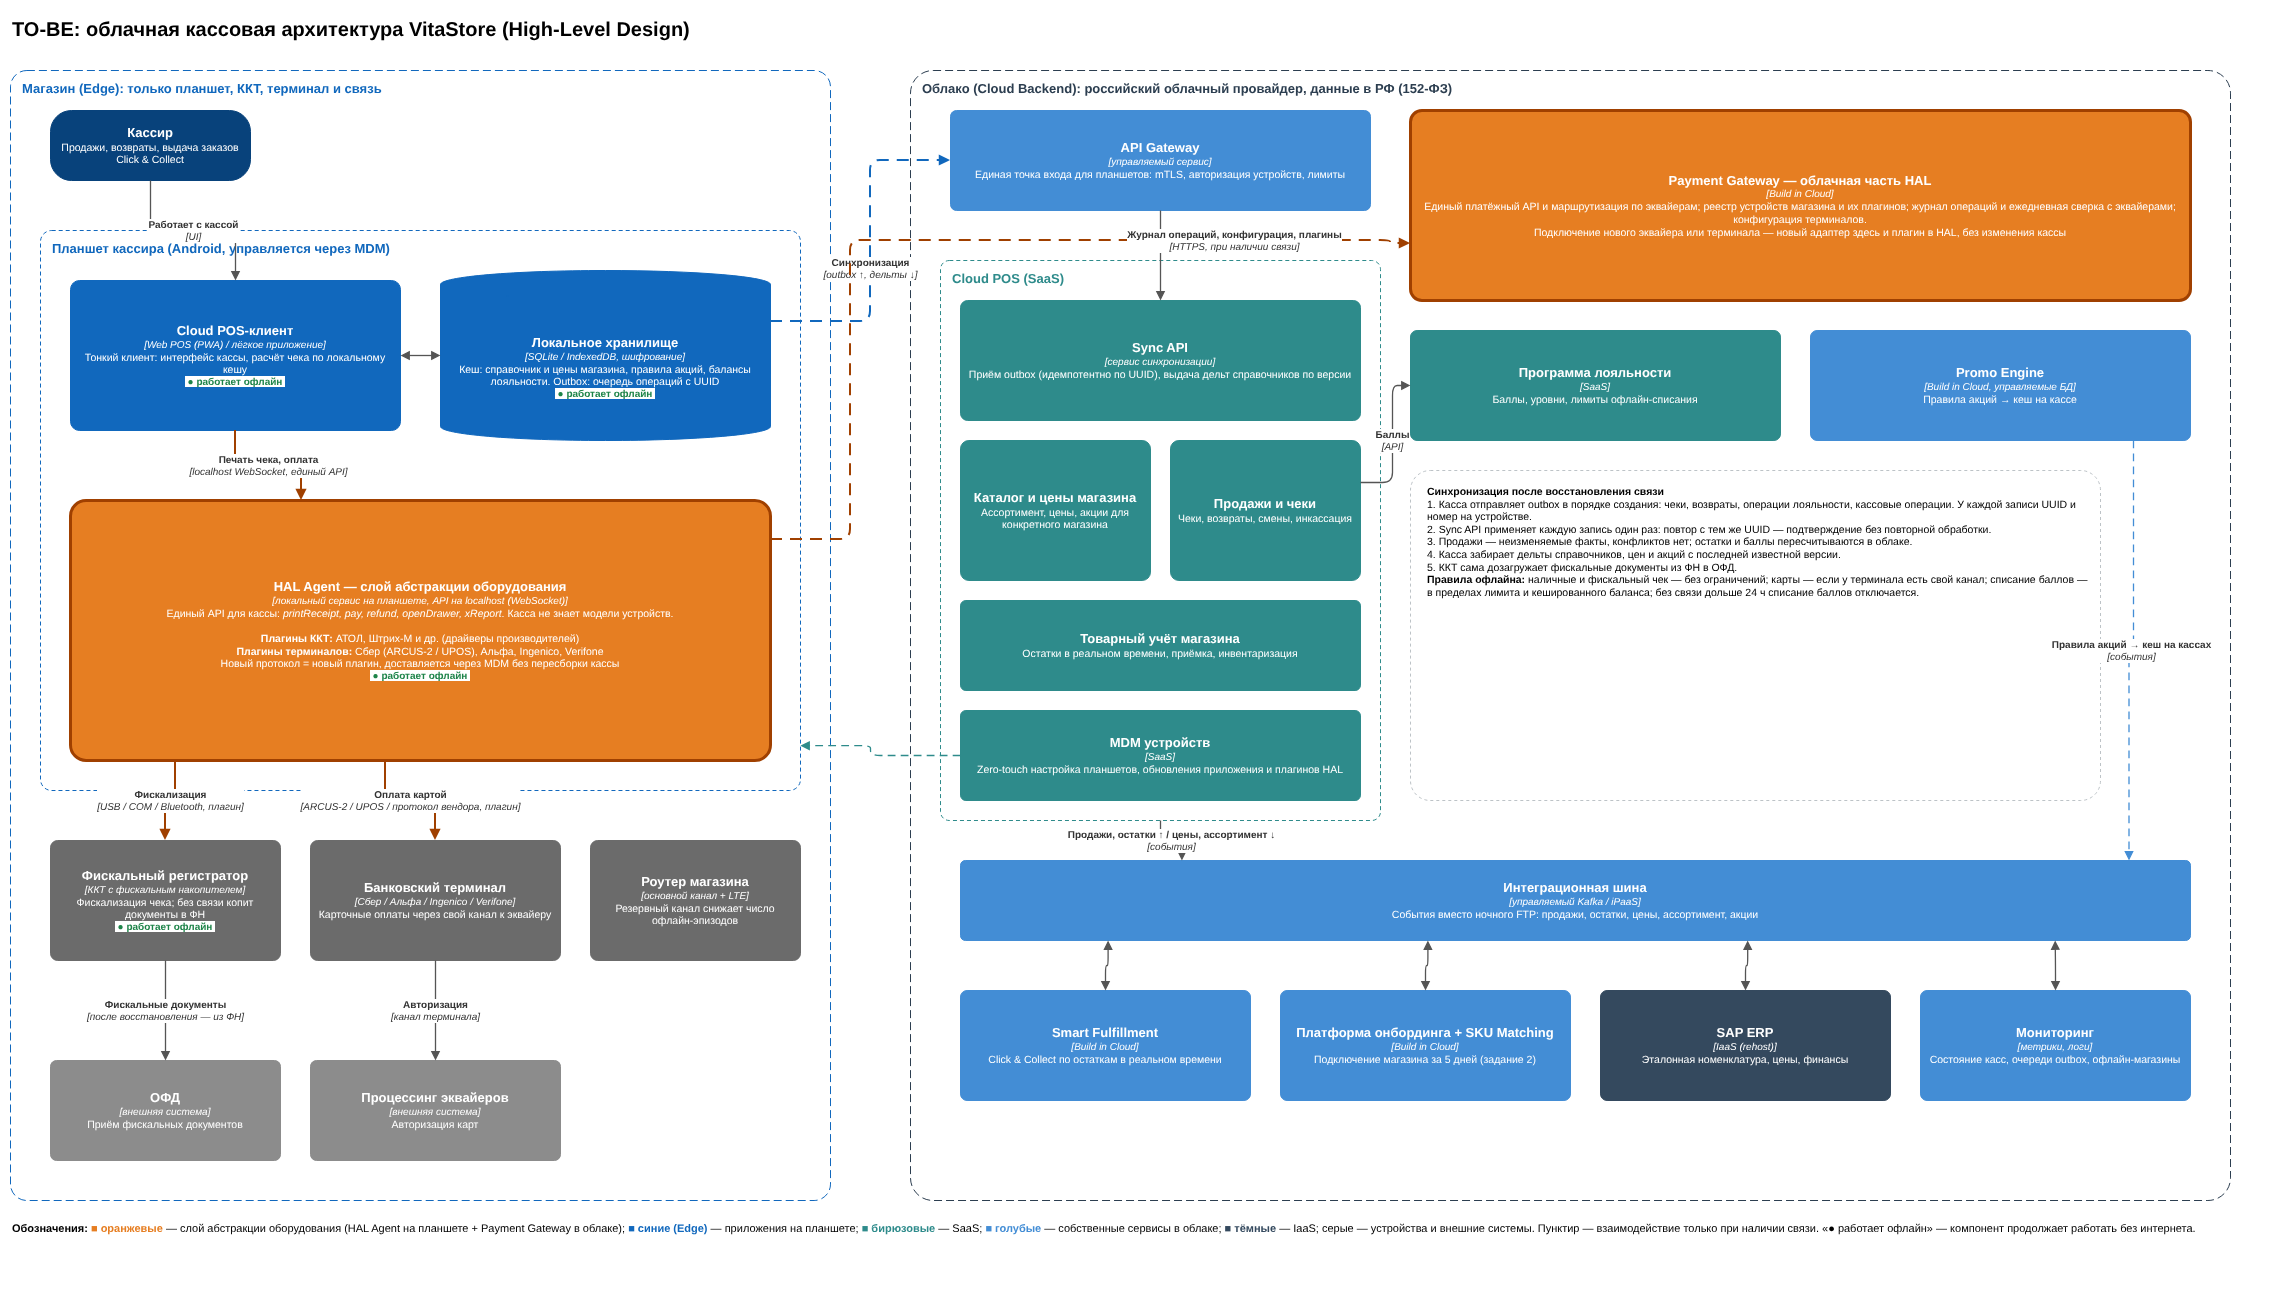 TO-BE: облачная кассовая архитектура VitaStore (High-Level Design)
Магазин (Edge): только планшет, ККТ, терминал и связь
Кассир
Продажи, возвраты, выдача заказов
Click & Collect
Работает с кассой
[UI]
Планшет кассира (Android, управляется через MDM)
Cloud POS-клиент
[Web POS (PWA) / лёгкое приложение]
Тонкий клиент: интерфейс кассы, расчёт чека по локальному
кешу
● работает офлайн
Локальное хранилище
[SQLite / IndexedDB, шифрование]
Кеш: справочник и цены магазина, правила акций, балансы
лояльности. Outbox: очередь операций с UUID
● работает офлайн
Печать чека, оплата
[localhost WebSocket, единый API]
HAL Agent — слой абстракции оборудования
[локальный сервис на планшете, API на localhost (WebSocket)]
Единый API для кассы: printReceipt, pay, refund, openDrawer, xReport. Касса не знает модели устройств.
Плагины ККТ: АТОЛ, Штрих-М и др. (драйверы производителей)
Плагины терминалов: Сбер (ARCUS-2 / UPOS), Альфа, Ingenico, Verifone
Новый протокол = новый плагин, доставляется через MDM без пересборки кассы
● работает офлайн
Фискализация
[USB / COM / Bluetooth, плагин]
Оплата картой
[ARCUS-2 / UPOS / протокол вендора, плагин]
Фискальный регистратор
[ККТ с фискальным накопителем]
Фискализация чека; без связи копит
документы в ФН
● работает офлайн
Банковский терминал
[Сбер / Альфа / Ingenico / Verifone]
Карточные оплаты через свой канал к эквайеру
Роутер магазина
[основной канал + LTE]
Резервный канал снижает число
офлайн-эпизодов
Фискальные документы
[после восстановления — из ФН]
Авторизация
[канал терминала]
ОФД
[внешняя система]
Приём фискальных документов
Процессинг эквайеров
[внешняя система]
Авторизация карт
Синхронизация
[outbox ↑, дельты ↓]
Облако (Cloud Backend): российский облачный провайдер, данные в РФ (152-ФЗ)
API Gateway
[управляемый сервис]
Единая точка входа для планшетов: mTLS, авторизация устройств, лимиты
Журнал операций, конфигурация, плагины
[HTTPS, при наличии связи]
Payment Gateway — облачная часть HAL
[Build in Cloud]
Единый платёжный API и маршрутизация по эквайерам; реестр устройств магазина и их плагинов; журнал операций и ежедневная сверка с эквайерами;
конфигурация терминалов.
Подключение нового эквайера или терминала — новый адаптер здесь и плагин в HAL, без изменения кассы
Cloud POS (SaaS)
Sync API
[сервис синхронизации]
Приём outbox (идемпотентно по UUID), выдача дельт справочников по версии
Каталог и цены магазина
Ассортимент, цены, акции для
конкретного магазина
Продажи и чеки
Чеки, возвраты, смены, инкассация
Баллы
[API]
Товарный учёт магазина
Остатки в реальном времени, приёмка, инвентаризация
MDM устройств
[SaaS]
Zero-touch настройка планшетов, обновления приложения и плагинов HAL
Программа лояльности
[SaaS]
Баллы, уровни, лимиты офлайн-списания
Promo Engine
[Build in Cloud, управляемые БД]
Правила акций → кеш на кассе
Синхронизация после восстановления связи
1. Касса отправляет outbox в порядке создания: чеки, возвраты, операции лояльности, кассовые операции. У каждой записи UUID и
номер на устройстве.
2. Sync API применяет каждую запись один раз: повтор с тем же UUID — подтверждение без повторной обработки.
3. Продажи — неизменяемые факты, конфликтов нет; остатки и баллы пересчитываются в облаке.
4. Касса забирает дельты справочников, цен и акций с последней известной версии.
5. ККТ сама дозагружает фискальные документы из ФН в ОФД.
Правила офлайна: наличные и фискальный чек — без ограничений; карты — если у терминала есть свой канал; списание баллов —
в пределах лимита и кешированного баланса; без связи дольше 24 ч списание баллов отключается.
Правила акций → кеш на кассах
[события]
Продажи, остатки ↑ / цены, ассортимент ↓
[события]
Интеграционная шина
[управляемый Kafka / iPaaS]
События вместо ночного FTP: продажи, остатки, цены, ассортимент, акции
Smart Fulfillment
[Build in Cloud]
Click & Collect по остаткам в реальном времени
Платформа онбординга + SKU Matching
[Build in Cloud]
Подключение магазина за 5 дней (задание 2)
SAP ERP
[IaaS (rehost)]
Эталонная номенклатура, цены, финансы
Мониторинг
[метрики, логи]
Состояние касс, очереди outbox, офлайн-магазины
Обозначения: ■ оранжевые — слой абстракции оборудования (HAL Agent на планшете + Payment Gateway в облаке); ■ синие (Edge) — приложения на планшете; ■ бирюзовые — SaaS; ■ голубые — собственные сервисы в облаке; ■ тёмные — IaaS; серые — устройства и внешние системы. Пунктир — взаимодействие только при наличии связи. «● работает офлайн» — компонент продолжает работать без интернета.